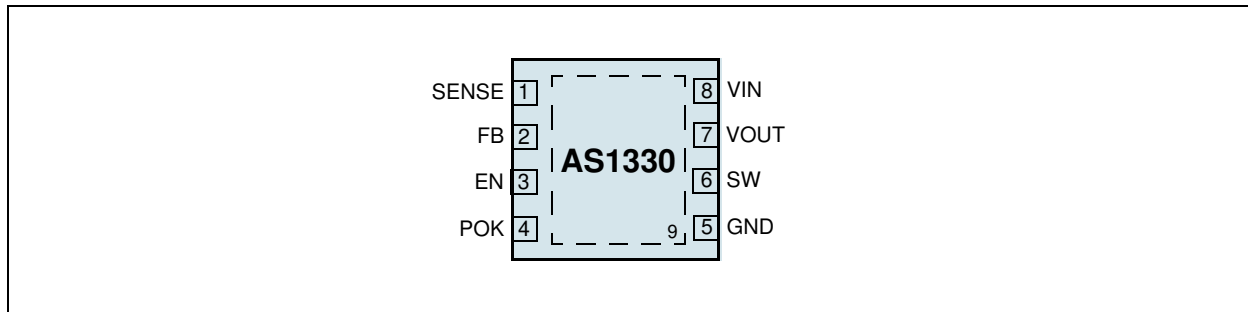 SENSE 1 8 VIN
FB 2 7 VOUT
AS1330
EN 3 6 SW
POK 4 9 5 GND